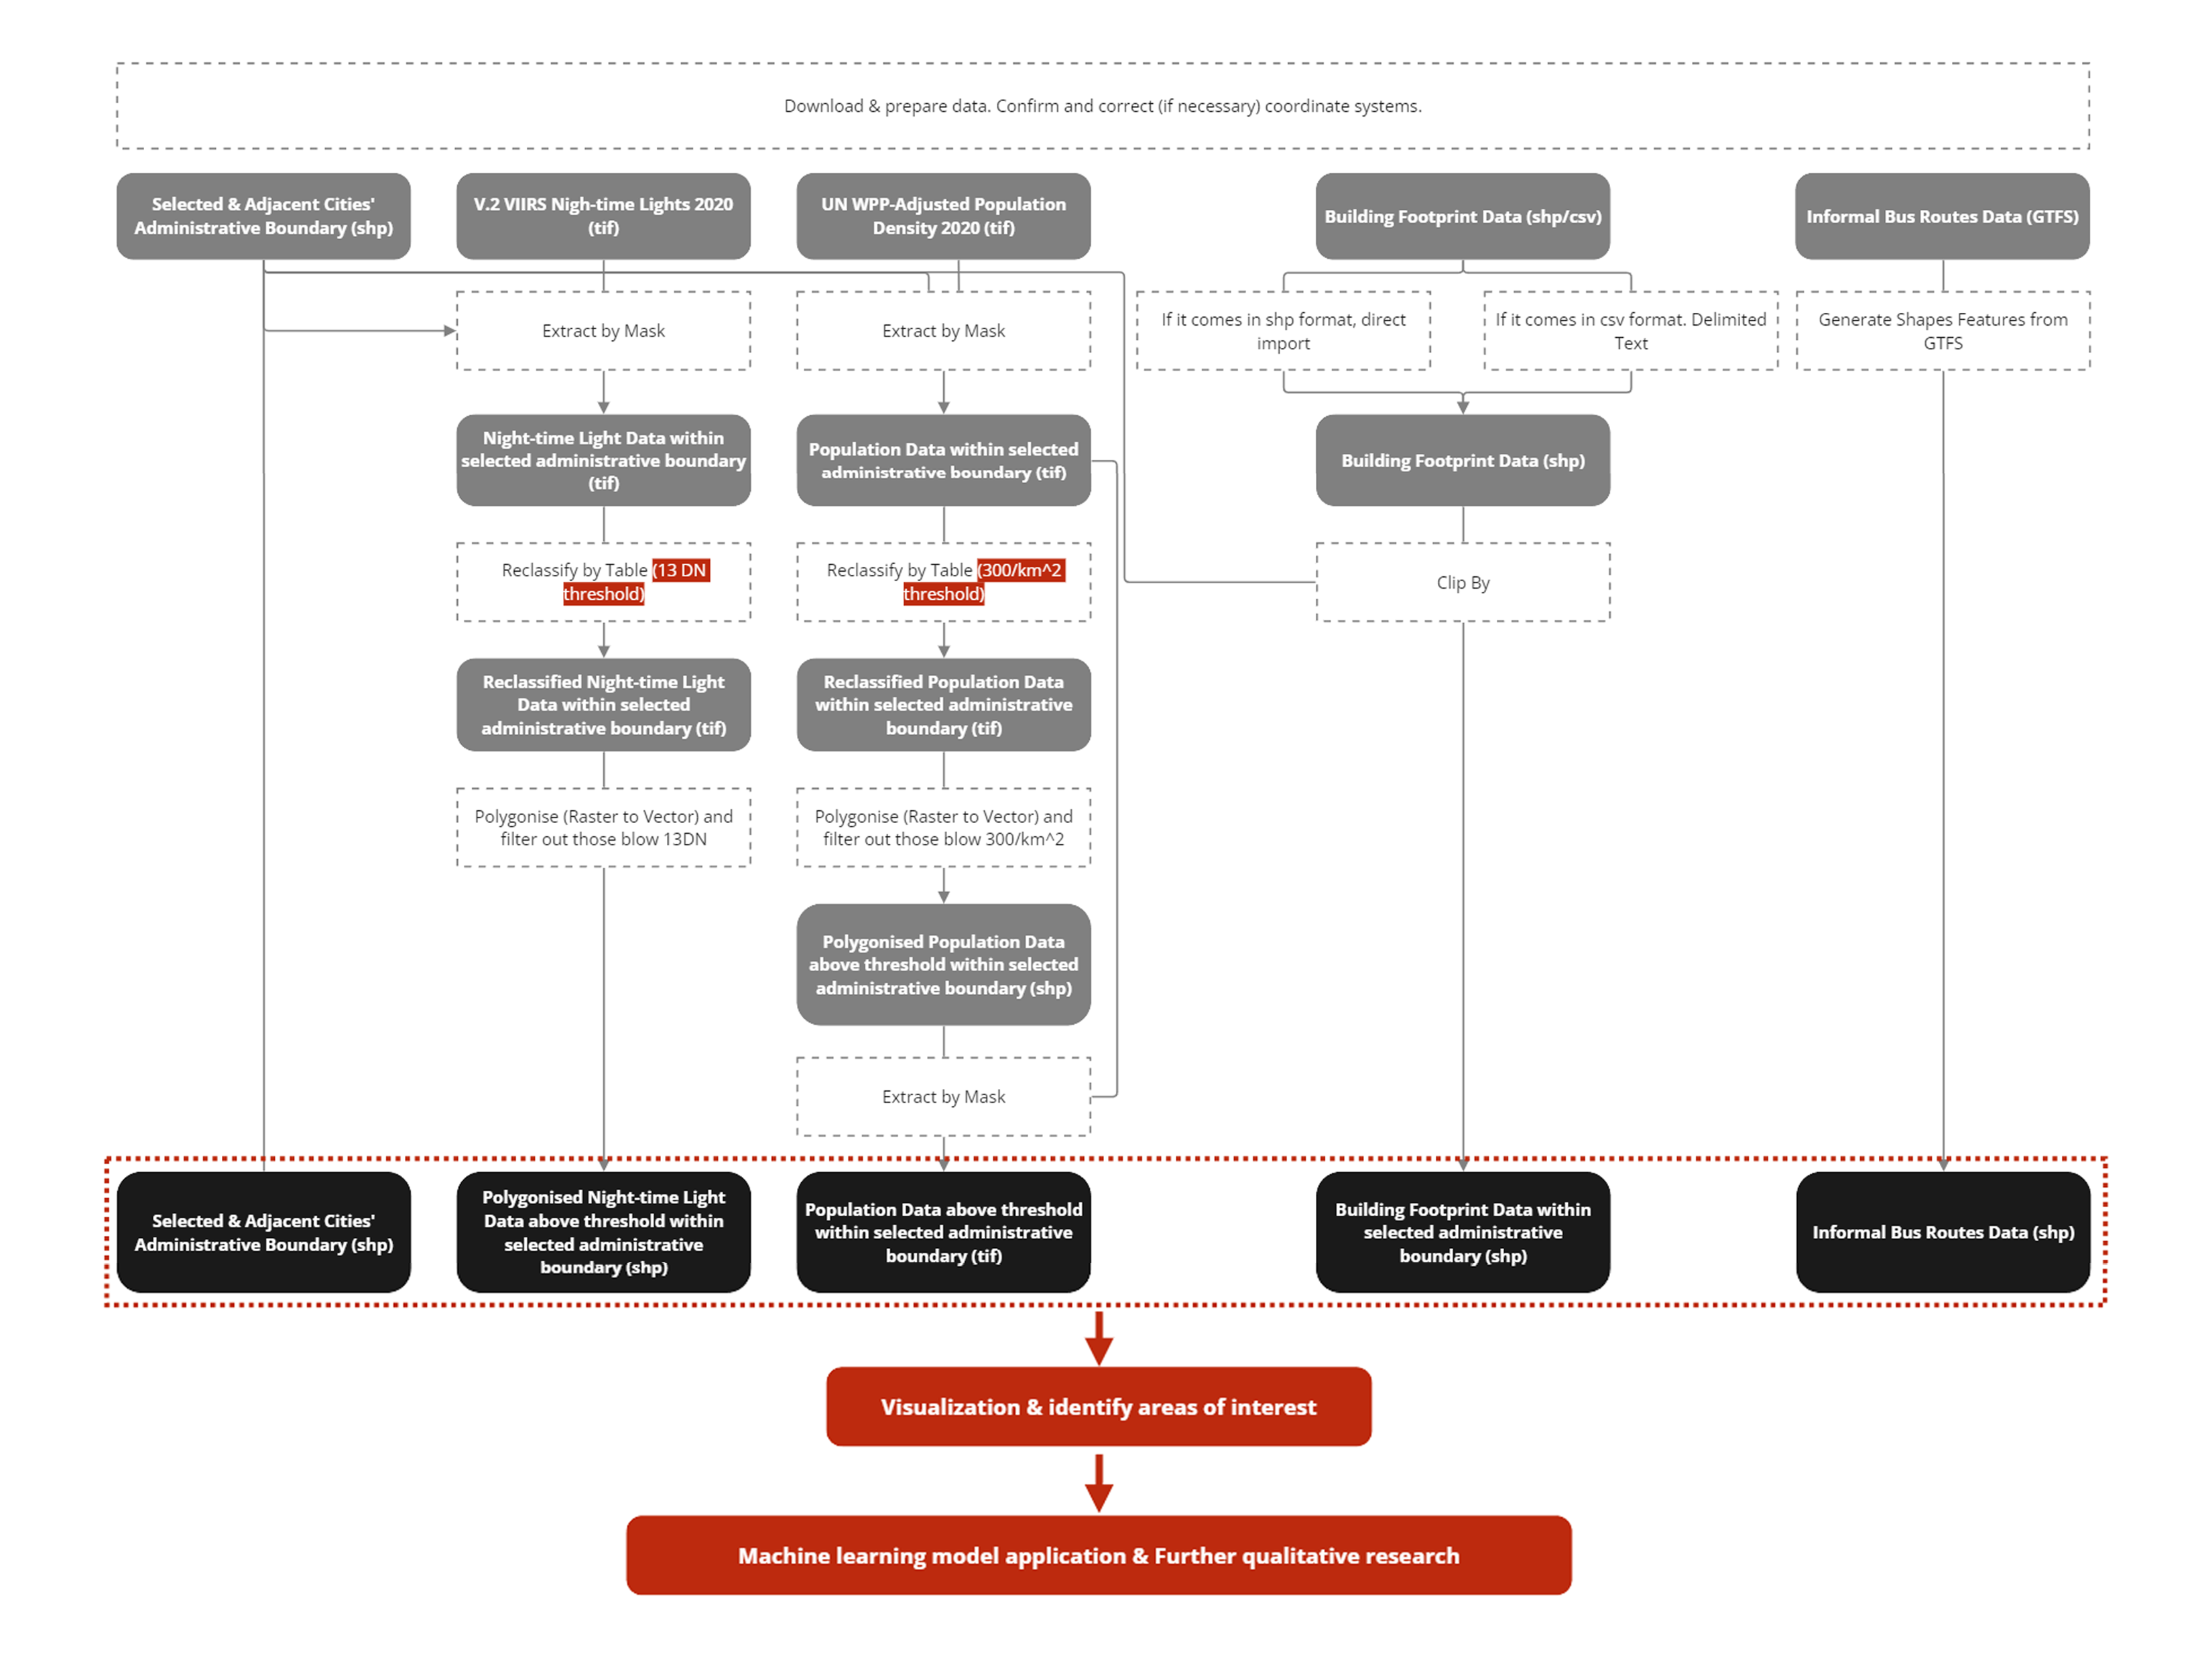 Download & prepare data. Confirm and correct (if necessary) coordinate systems.
Selected & Adjacent Cities'
Administrative Boundary (shp)
V.2 VIIRS Nigh-time Lights 2020
(tif)
UN WPP-Adjusted Population
Density 2020 (tif)
Building Footprint Data (shp/csv)
Informal Bus Routes Data (GTFS)
Extract by Mask
Extract by Mask
If it comes in shp format, direct
import
If it comes in csv format. Delimited
Text
Generate Shapes Features from
GTFS
Night-time Light Data within
selected administrative boundary
(tif)
Population Data within selected
administrative boundary (tif)
Building Footprint Data (shp)
Reclassify by Table (13 DN
threshold)
Reclassify by Table (300/km^2
threshold)
Clip By
Reclassified Night-time Light
Data within selected
administrative boundary (tif)
Reclassified Population Data
within selected administrative
boundary (tif)
Polygonise (Raster to Vector) and
filter out those blow 13DN
Polygonise (Raster to Vector) and
filter out those blow 300/km^2
Polygonised Population Data
above threshold within selected
administrative boundary (shp)
Extract by Mask
Selected & Adjacent Cities'
Administrative Boundary (shp)
Polygonised Night-time Light
Data above threshold within
selected administrative
boundary (shp)
Population Data above threshold
within selected administrative
boundary (tif)
Building Footprint Data within
selected administrative
boundary (shp)
Informal Bus Routes Data (shp)
Visualization & identify areas of interest
Machine learning model application & Further qualitative research